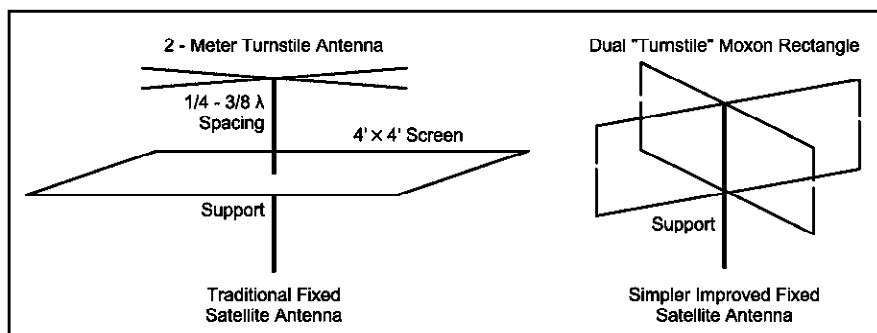 2 - Meter Turnstile Antenna
1/4 - 3/8 λ
Spacing
4' × 4' Screen
Support
Traditional Fixed
Satellite Antenna
Dual "Turnstile" Moxon Rectangle
Support
Simpler Improved Fixed
Satellite Antenna